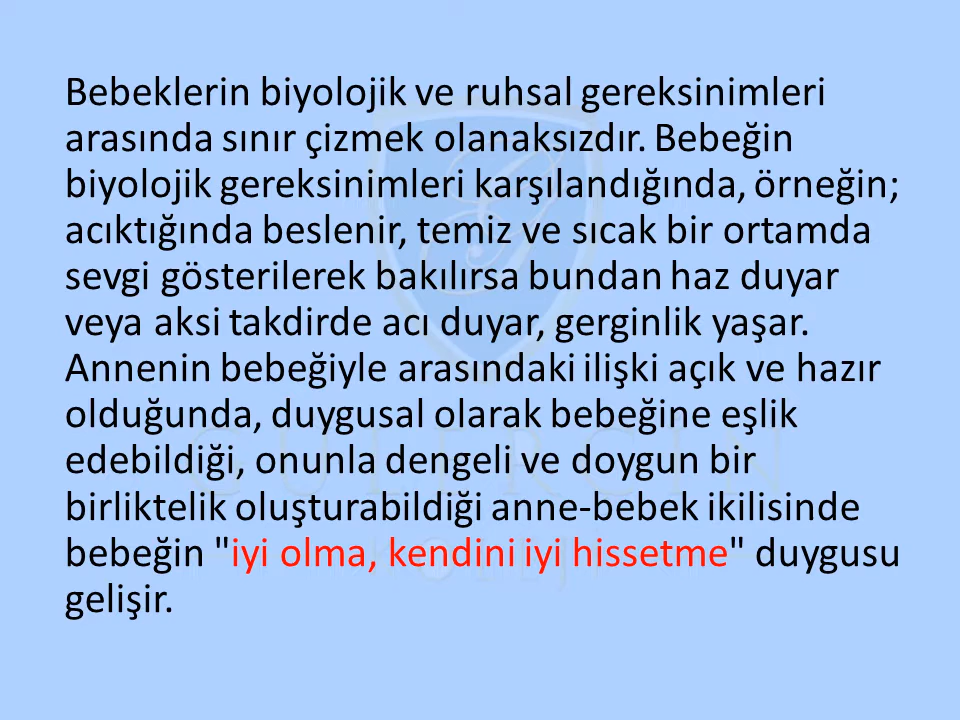 Bebeklerin biyolojik ve ruhsal gereksinimleri
arasında sınır çizmek olanaksızdır. Bebeğin
biyolojik gereksinimleri karşılandığında, örneğin;
acıktığında beslenir, temiz ve sıcak bir ortamda
sevgi gösterilerek bakılırsa bundan haz duyar
veya aksi takdirde acı duyar, gerginlik yaşar.
Annenin bebeğiyle arasındaki ilişki açık ve hazır
olduğunda, duygusal olarak bebeğine eşlik
edebildiği, onunla dengeli ve doygun bir
birliktelik oluşturabildiği anne-bebek ikilisinde
bebeğin "iyi olma, kendini iyi hissetme" duygusu
gelişir.